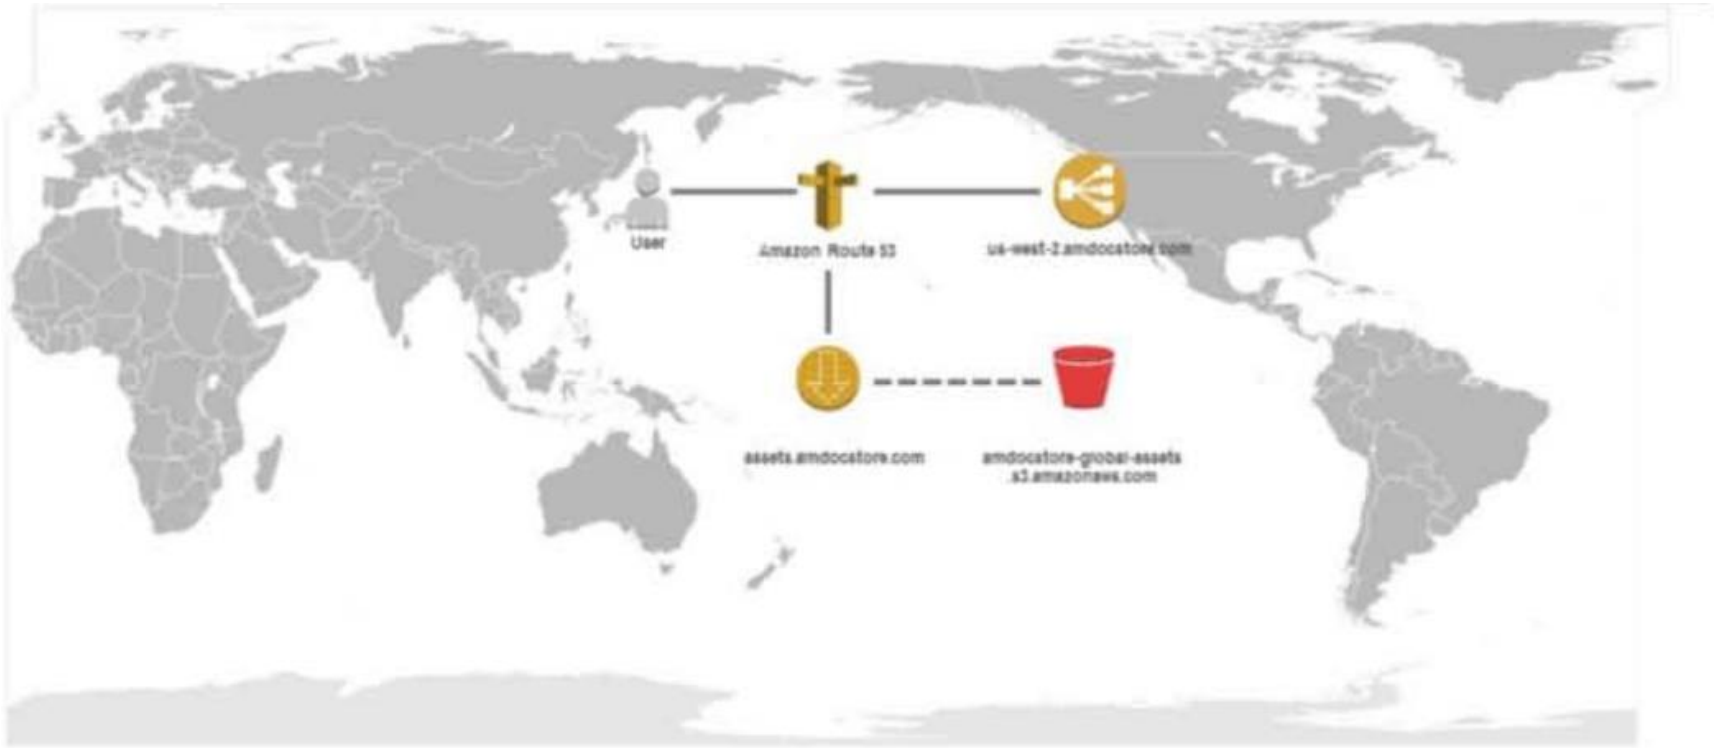 User
Amazon Route 53
us-west-2.amdocstore.com
assets.amdocstore.com
amdocstore-global-assets
.s3.amazonaws.com